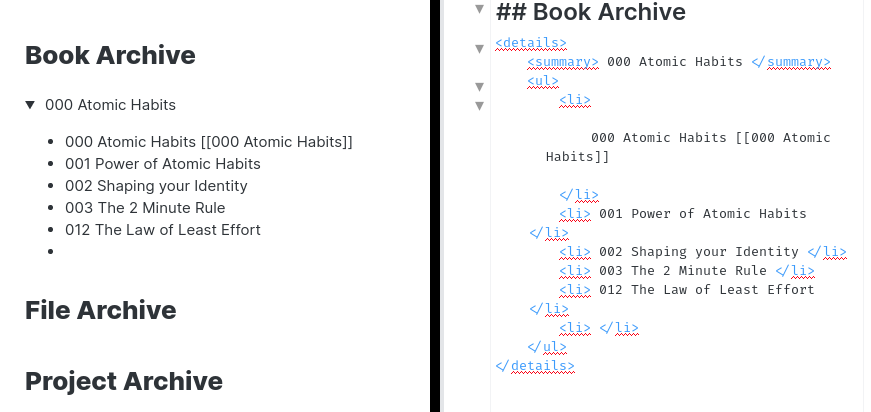 Book Archive
000 Atomic Habits
000 Atomic Habits [[000 Atomic Habits]]
001 Power of Atomic Habits
002 Shaping your Identity
003 The 2 Minute Rule
012 The Law of Least Effort
File Archive
Project Archive
## Book Archive
<details>
<summary> 000 Atomic Habits </summary>
<ul>
<li>
000 Atomic Habits [[000 Atomic
Habits]]
</li>
<li> 001 Power of Atomic Habits
</li>
<li> 002 Shaping your Identity </li>
<li> 003 The 2 Minute Rule </li>
<li> 012 The Law of Least Effort
</li>
<li> </li>
</ul>
</details>